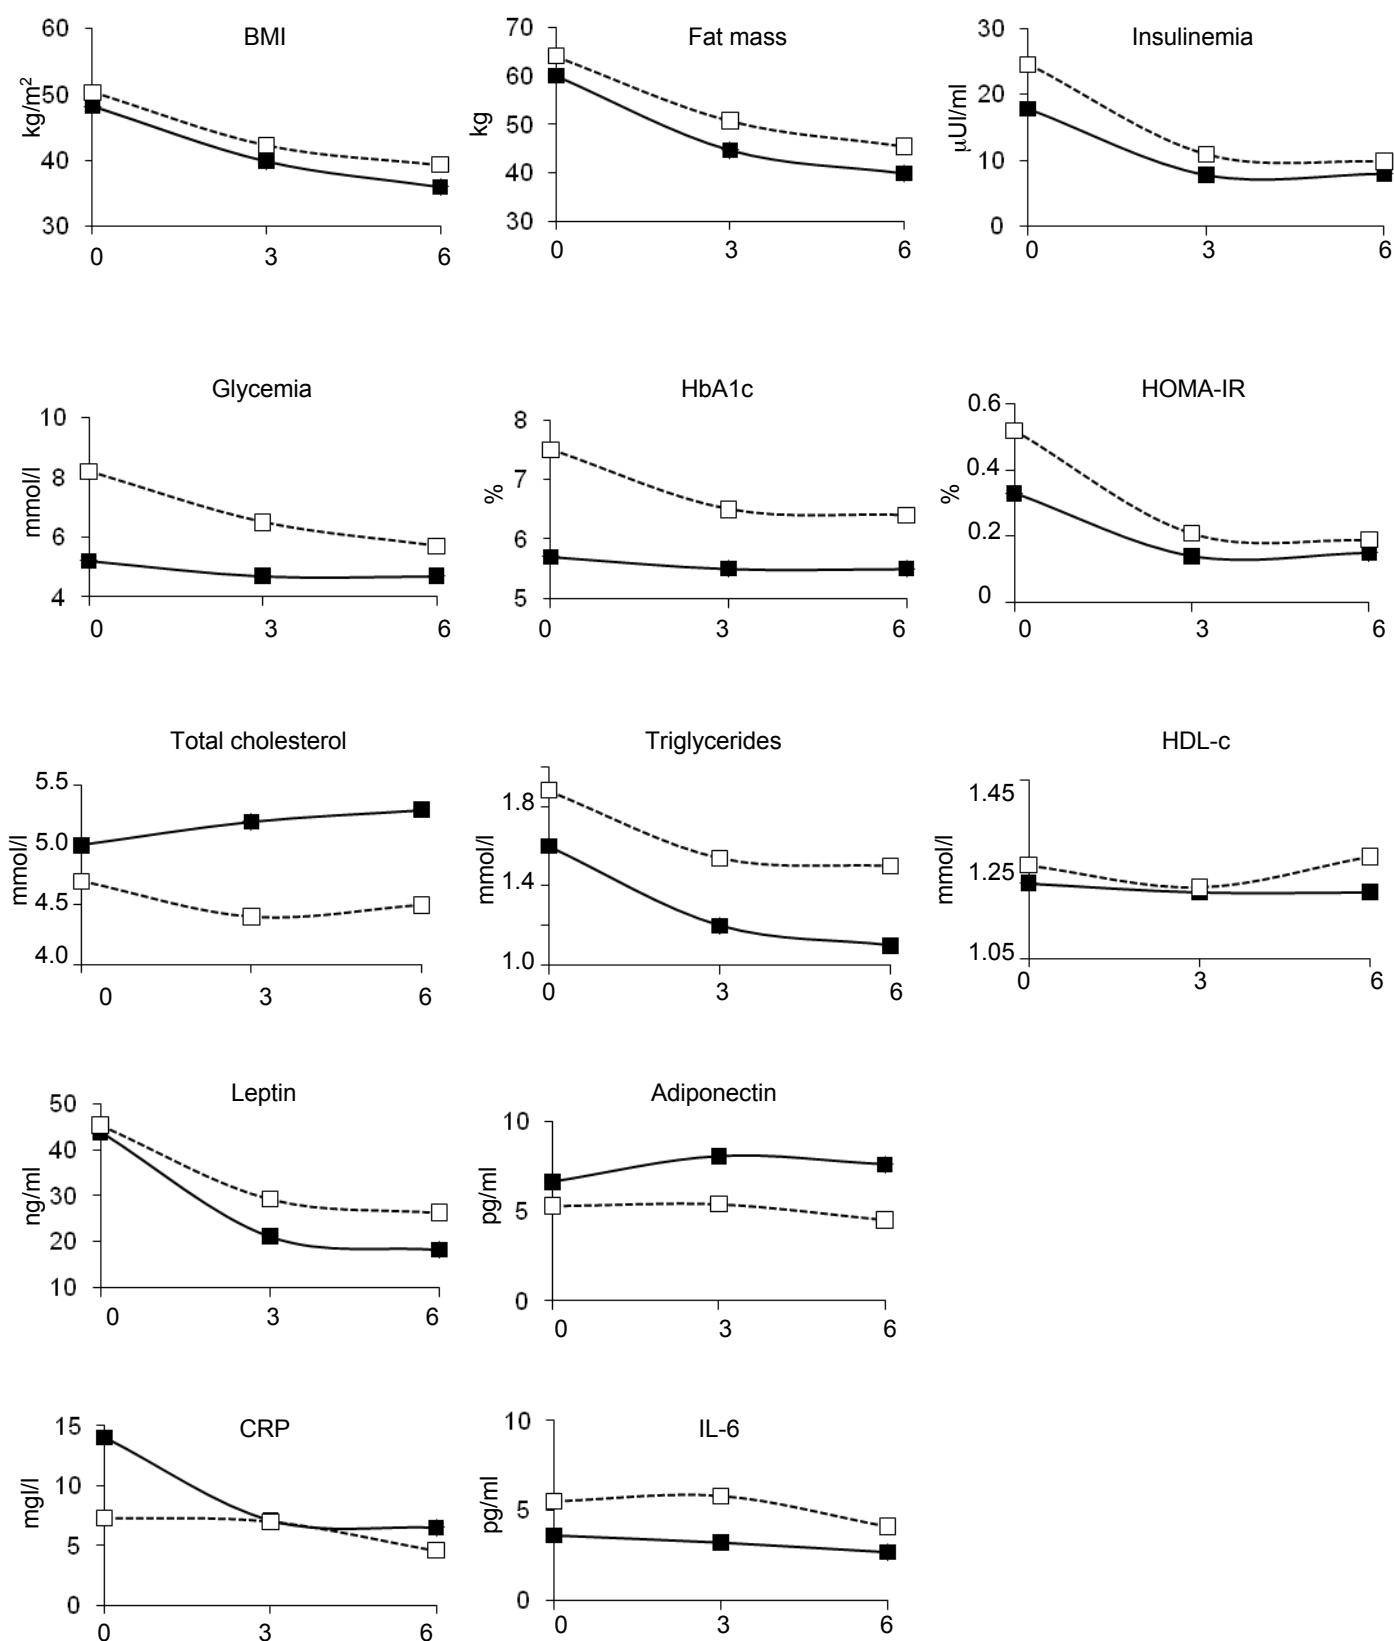 BMI
kg/m²
60
50
40
30
0 3 6
Fat mass
kg
70
60
50
40
30
0 3 6
Insulinemia
µUI/ml
30
20
10
0
0 3 6
Glycemia
mmol/l
10
8
6
4
0 3 6
HbA1c
%
8
7
6
5
0 3 6
HOMA-IR
%
0.6
0.4
0.2
0
0 3 6
Total cholesterol
mmol/l
5.5
5.0
4.5
4.0
0 3 6
Triglycerides
mmol/l
1.8
1.4
1.0
0 3 6
HDL-c
mmol/l
1.45
1.25
1.05
0 3 6
Leptin
ng/ml
50
40
30
20
10
0 3 6
Adiponectin
pg/ml
10
5
0
0 3 6
CRP
mgl/l
15
10
5
0
0 3 6
IL-6
pg/ml
10
5
0
0 3 6